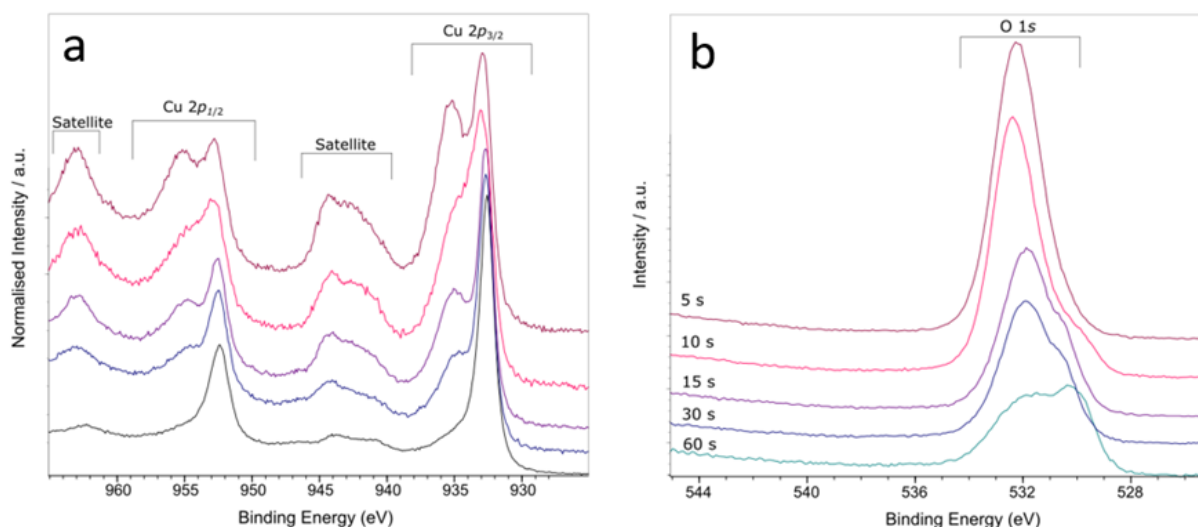 a
Cu 2p3/2
Cu 2p1/2
Satellite
Satellite
Normalised Intensity / a.u.
960 955 950 945 940 935 930
Binding Energy (eV)
b
O 1s
Intensity / a.u.
5 s
10 s
15 s
30 s
60 s
544 540 536 532 528
Binding Energy (eV)